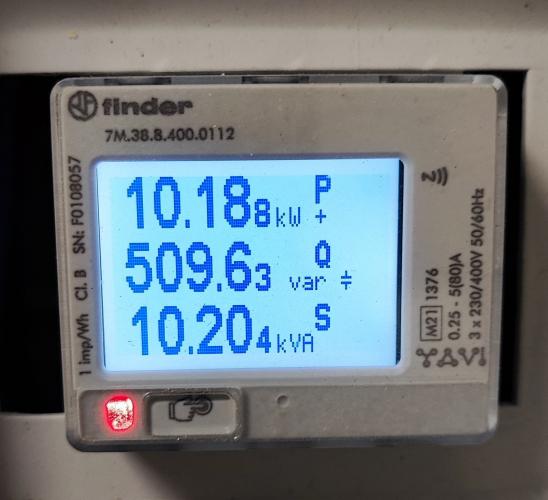 finder
7M.38.8.400.0112
10.188 kW + P
509.63 var ÷ Q
10.204 kVA S
1 imp/Wh Cl. B SN: F0108057
M21 1376
0.25 - 5(80)A
3 x 230/400V 50/60Hz